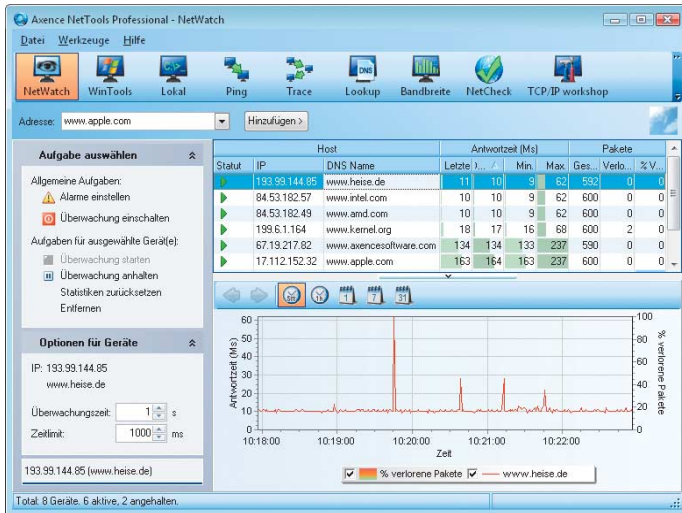 Axence NetTools Professional - NetWatch
Datei Werkzeuge Hilfe
NetWatch WinTools Lokal Ping Trace Lookup Bandbreite NetCheck TCP/IP workshop
DNS
Adresse: www.apple.com Hinzufügen >
Aufgabe auswählen
Allgemeine Aufgaben:
Alarme einstellen
Überwachung einschalten
Aufgaben für ausgewählte Gerät(e):
Überwachung starten
Überwachung anhalten
Statistiken zurücksetzen
Entfernen
Optionen für Geräte
IP: 193.99.144.85
www.heise.de
Überwachungszeit: 1 s
Zeitlimit: 1000 ms
193.99.144.85 (www.heise.de)
Host Antwortzeit (Ms) Pakete
Statut IP DNS Name Letzte D... Min. Max Ges... Verlo... % V...
193.99.144.85 www.heise.de 11 10 9 62 592 0 0
84.53.182.57 www.intel.com 10 10 9 62 600 0 0
84.53.182.49 www.amd.com 10 10 9 62 600 0 0
199.6.1.164 www.kernel.org 18 17 16 68 600 2 0
67.19.217.82 www.axencesoftware.com 134 134 133 237 590 0 0
17.112.152.32 www.apple.com 163 164 163 237 600 0 0
5m 1h 1 7 31
Antwortzeit (Ms)
60
50
40
30
20
10
0
100
80
60
40
20
0
% verlorene Pakete
10:18:00 10:19:00 10:20:00 10:21:00 10:22:00
Zeit
% verlorene Pakete www.heise.de
Total: 8 Geräte. 6 aktive, 2 angehalten.